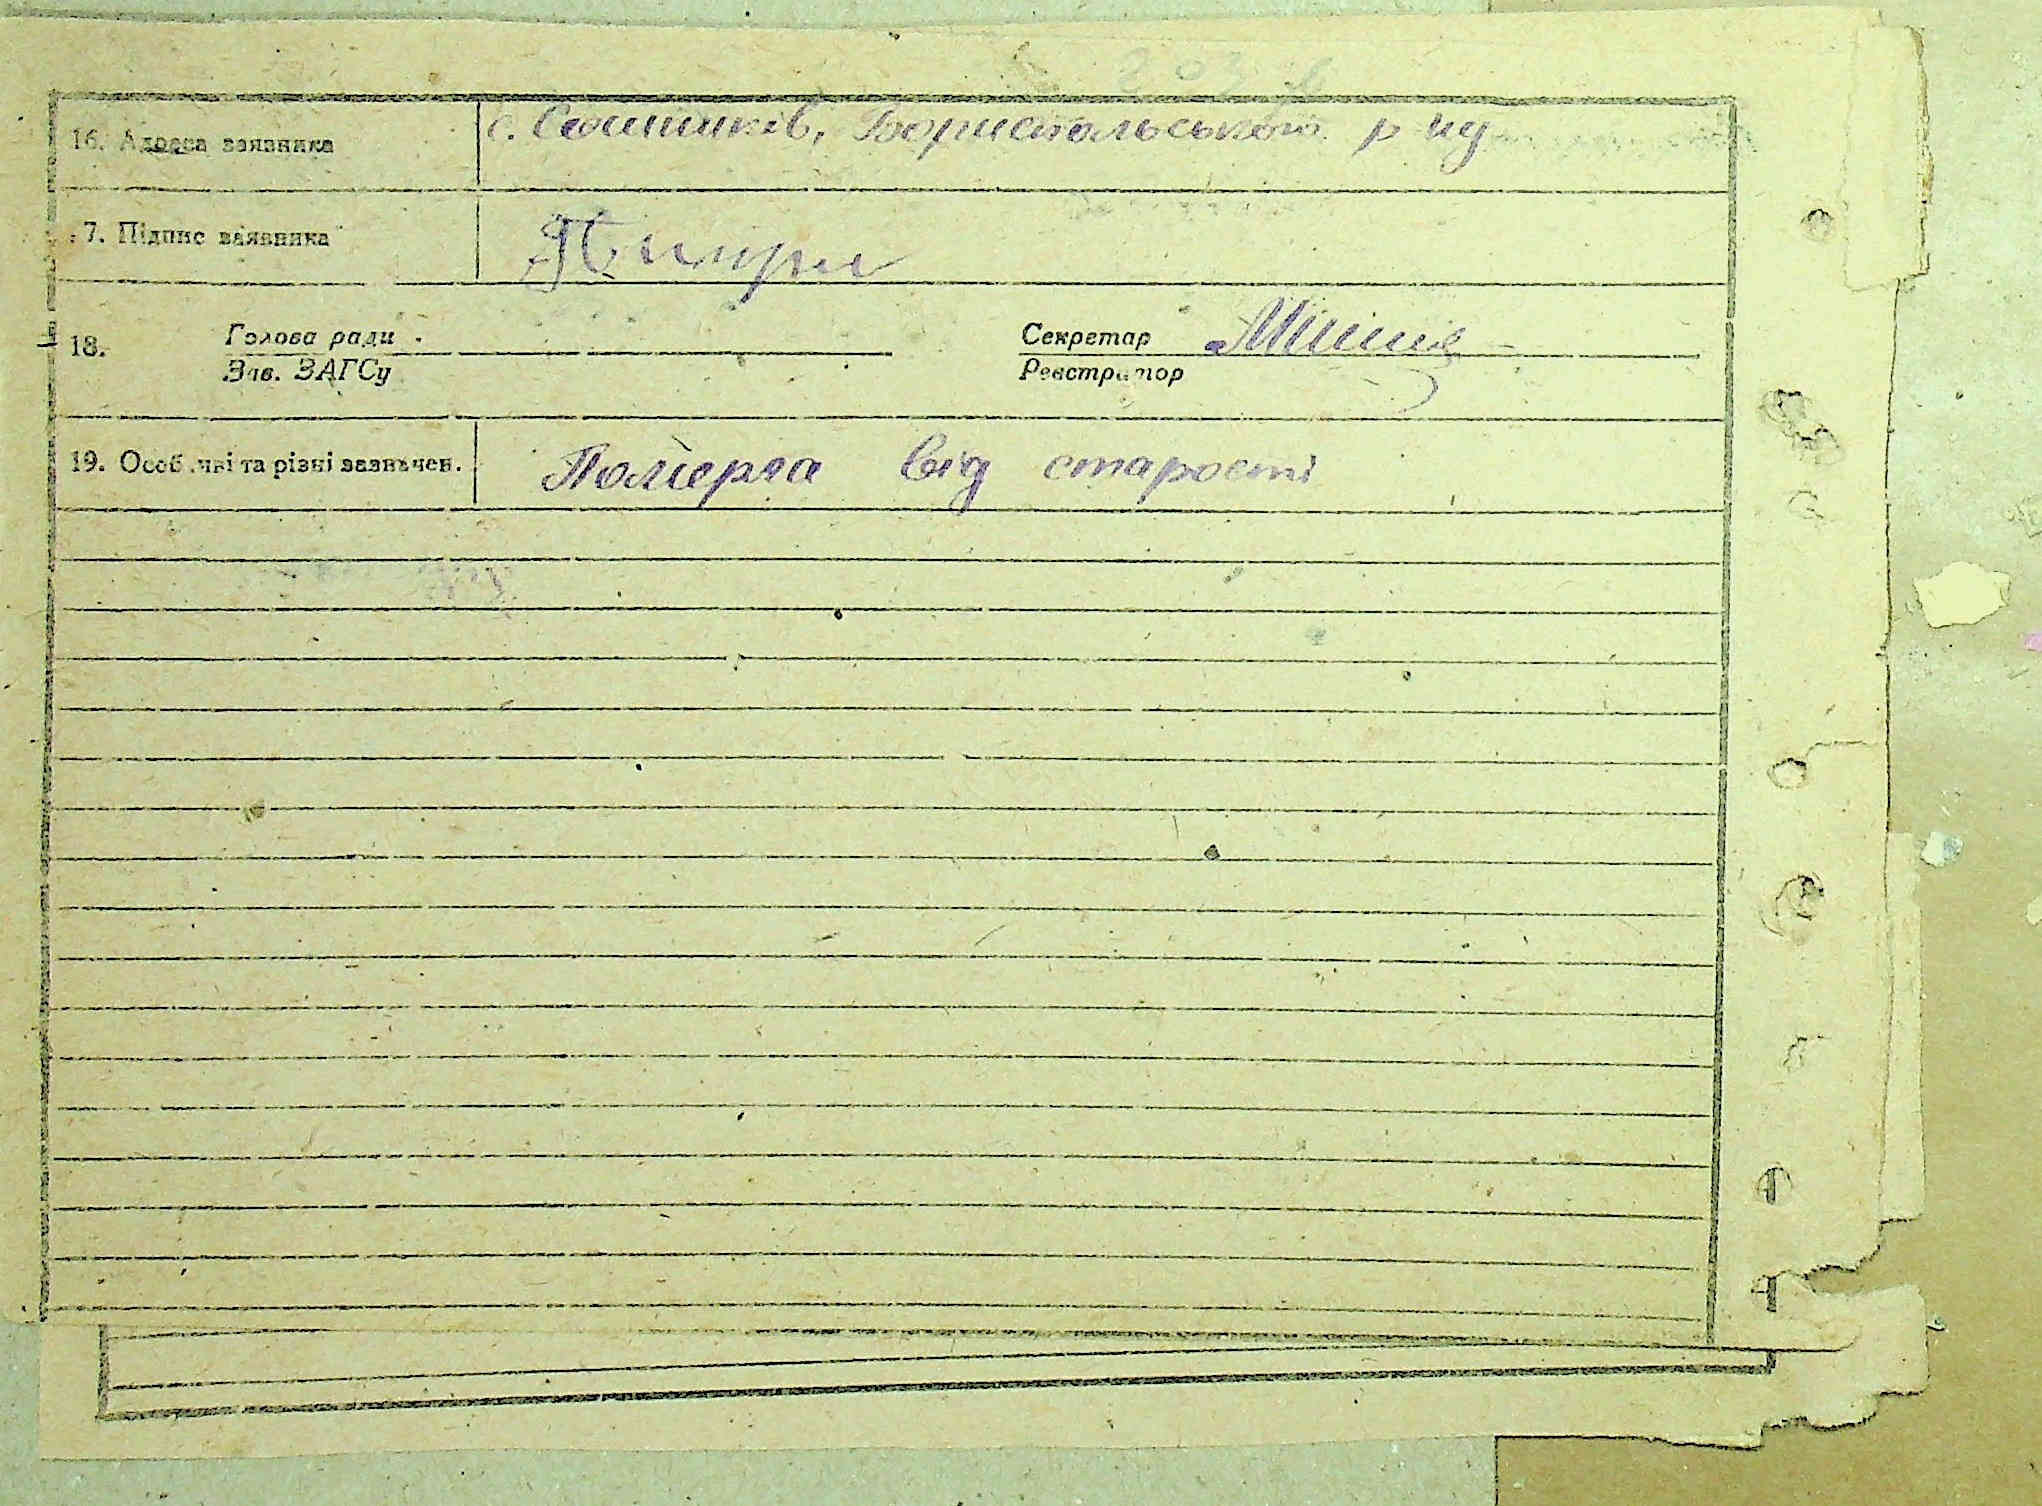 16. Адреса заявника с. Сошників, Бориспольського р ну
17. Підпис заявника
18. Голова ради Секретар
Зав. ЗАГСу Реєстратор
19. Особливі та різні зазначен. Померла від старості